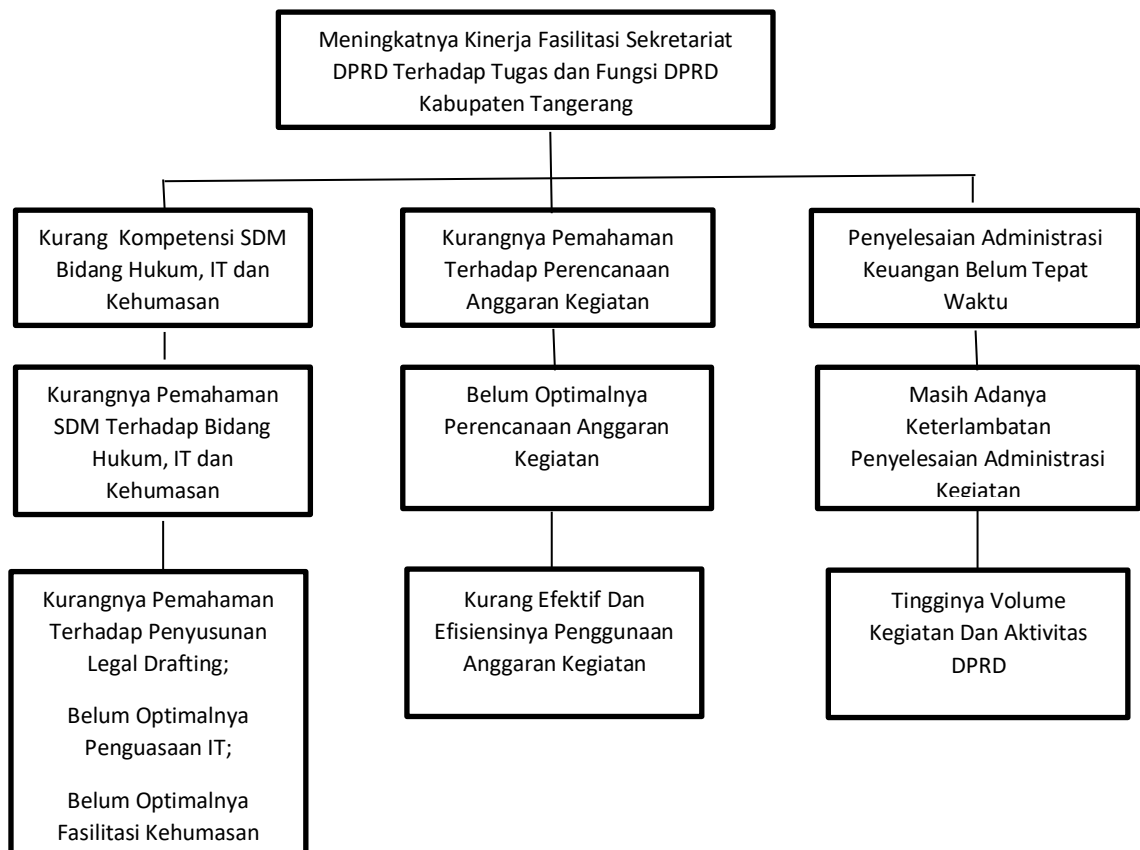 Meningkatnya Kinerja Fasilitasi Sekretariat
DPRD Terhadap Tugas dan Fungsi DPRD
Kabupaten Tangerang
Kurang Kompetensi SDM
Bidang Hukum, IT dan
Kehumasan
Kurangnya Pemahaman
Terhadap Perencanaan
Anggaran Kegiatan
Penyelesaian Administrasi
Keuangan Belum Tepat
Waktu
Kurangnya Pemahaman
SDM Terhadap Bidang
Hukum, IT dan
Kehumasan
Belum Optimalnya
Perencanaan Anggaran
Kegiatan
Masih Adanya
Keterlambatan
Penyelesaian Administrasi
Kegiatan
Kurangnya Pemahaman
Terhadap Penyusunan
Legal Drafting;
Belum Optimalnya
Penguasaan IT;
Belum Optimalnya
Fasilitasi Kehumasan
Kurang Efektif Dan
Efisiensinya Penggunaan
Anggaran Kegiatan
Tingginya Volume
Kegiatan Dan Aktivitas
DPRD